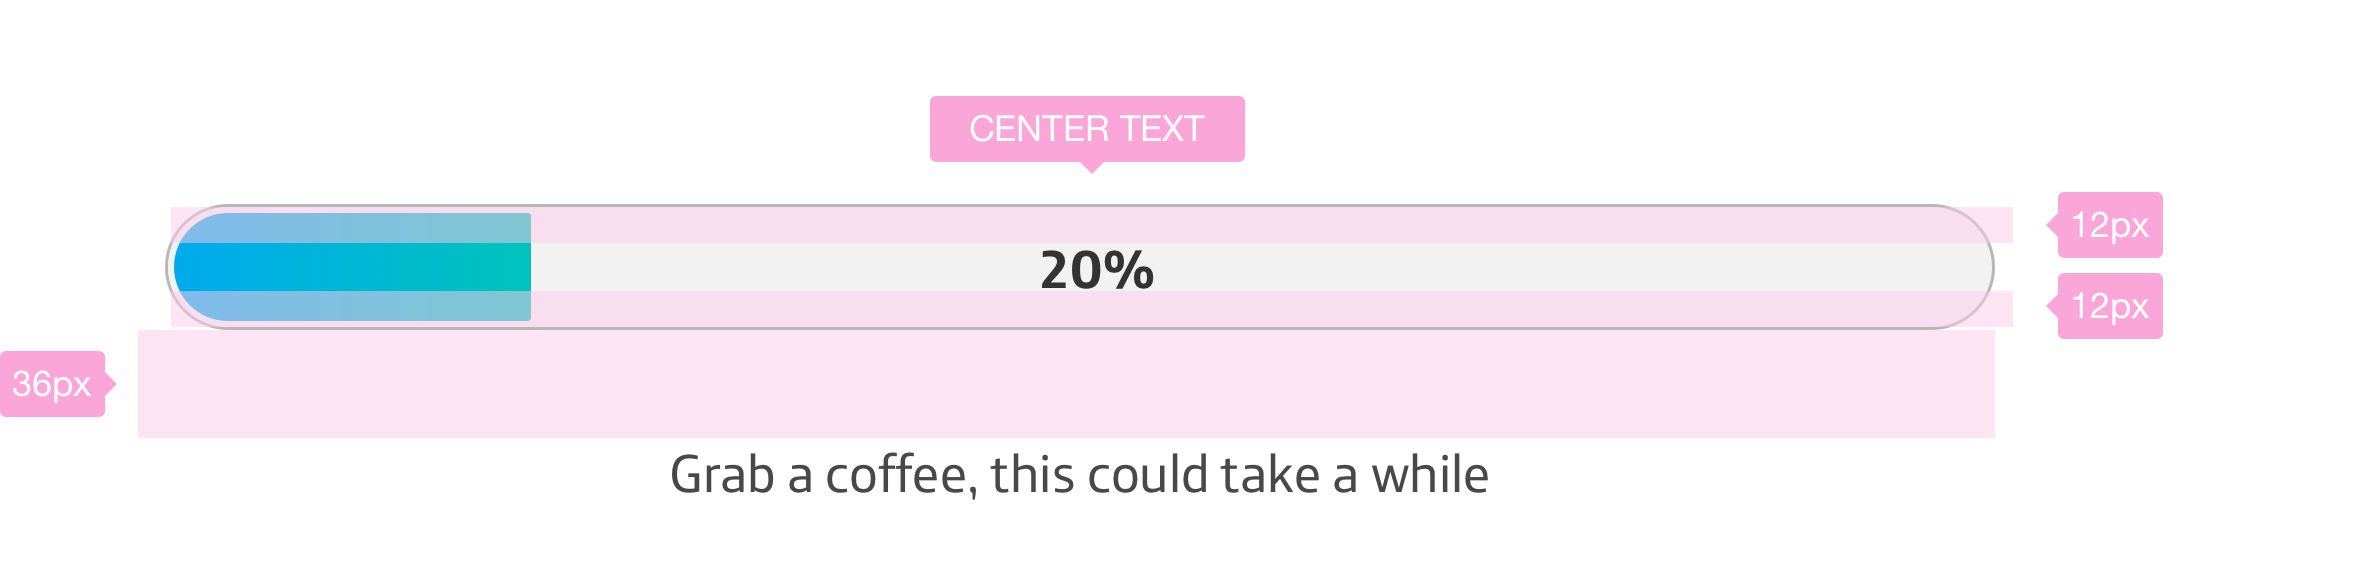 CENTER TEXT
12px
20%
12px
36px
Grab a coffee, this could take a while